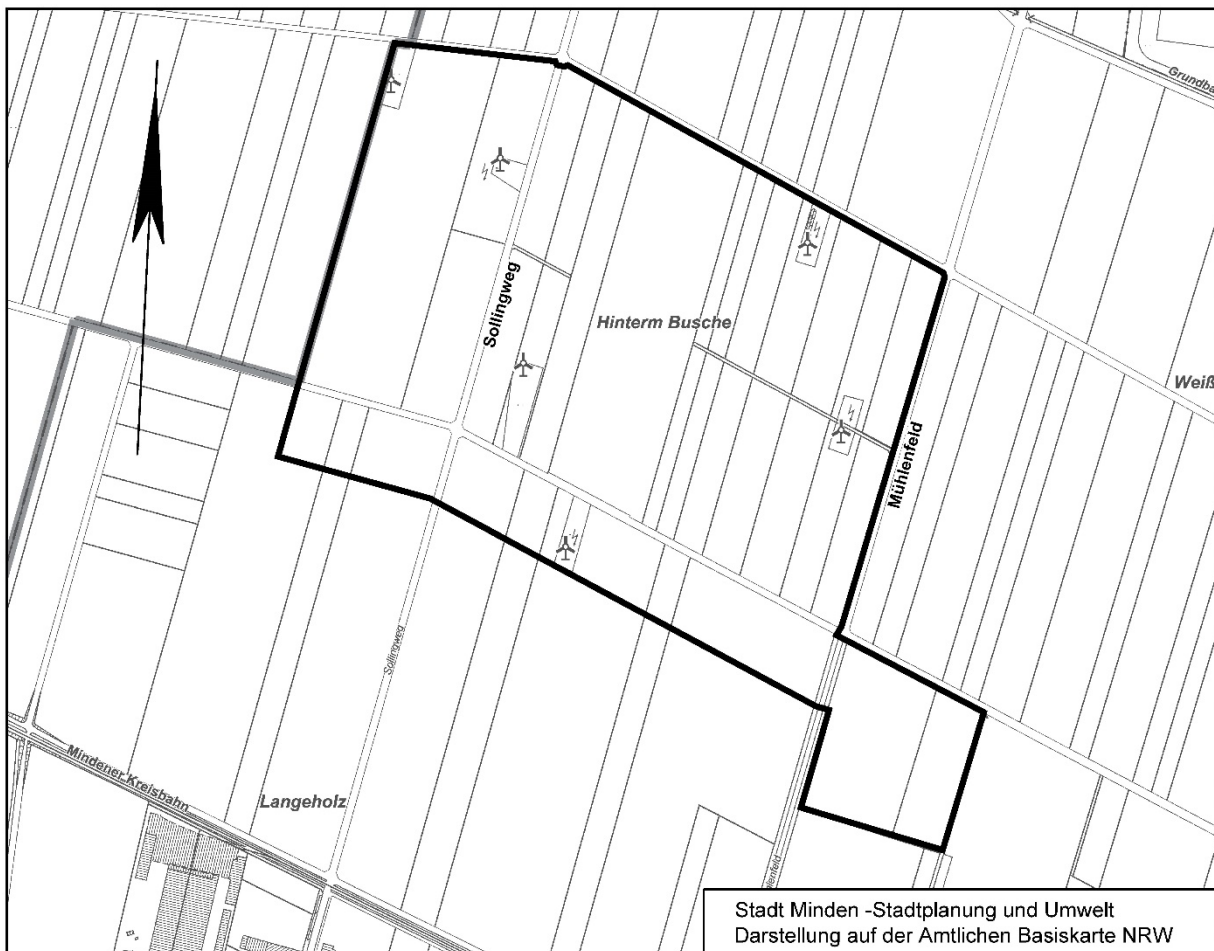 Grundba
Hinterm Busche
Sollingweg
Weiß
Mühlenfeld
Sollingweg
Mindener Kreisbahn
Langeholz
lenfeld
Stadt Minden -Stadtplanung und Umwelt
Darstellung auf der Amtlichen Basiskarte NRW